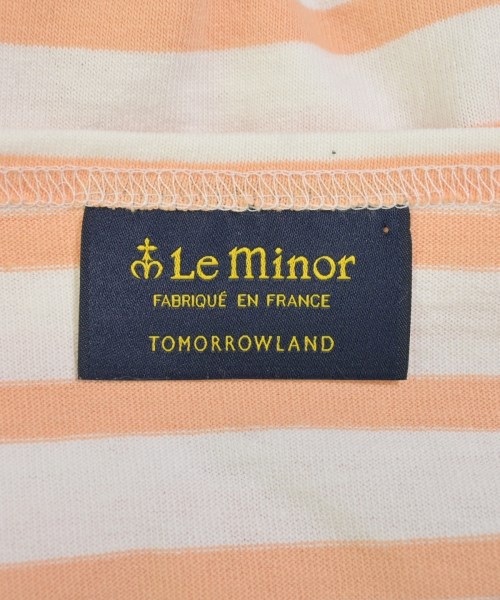 Le Minor
FABRIQUÉ EN FRANCE
TOMORROWLAND